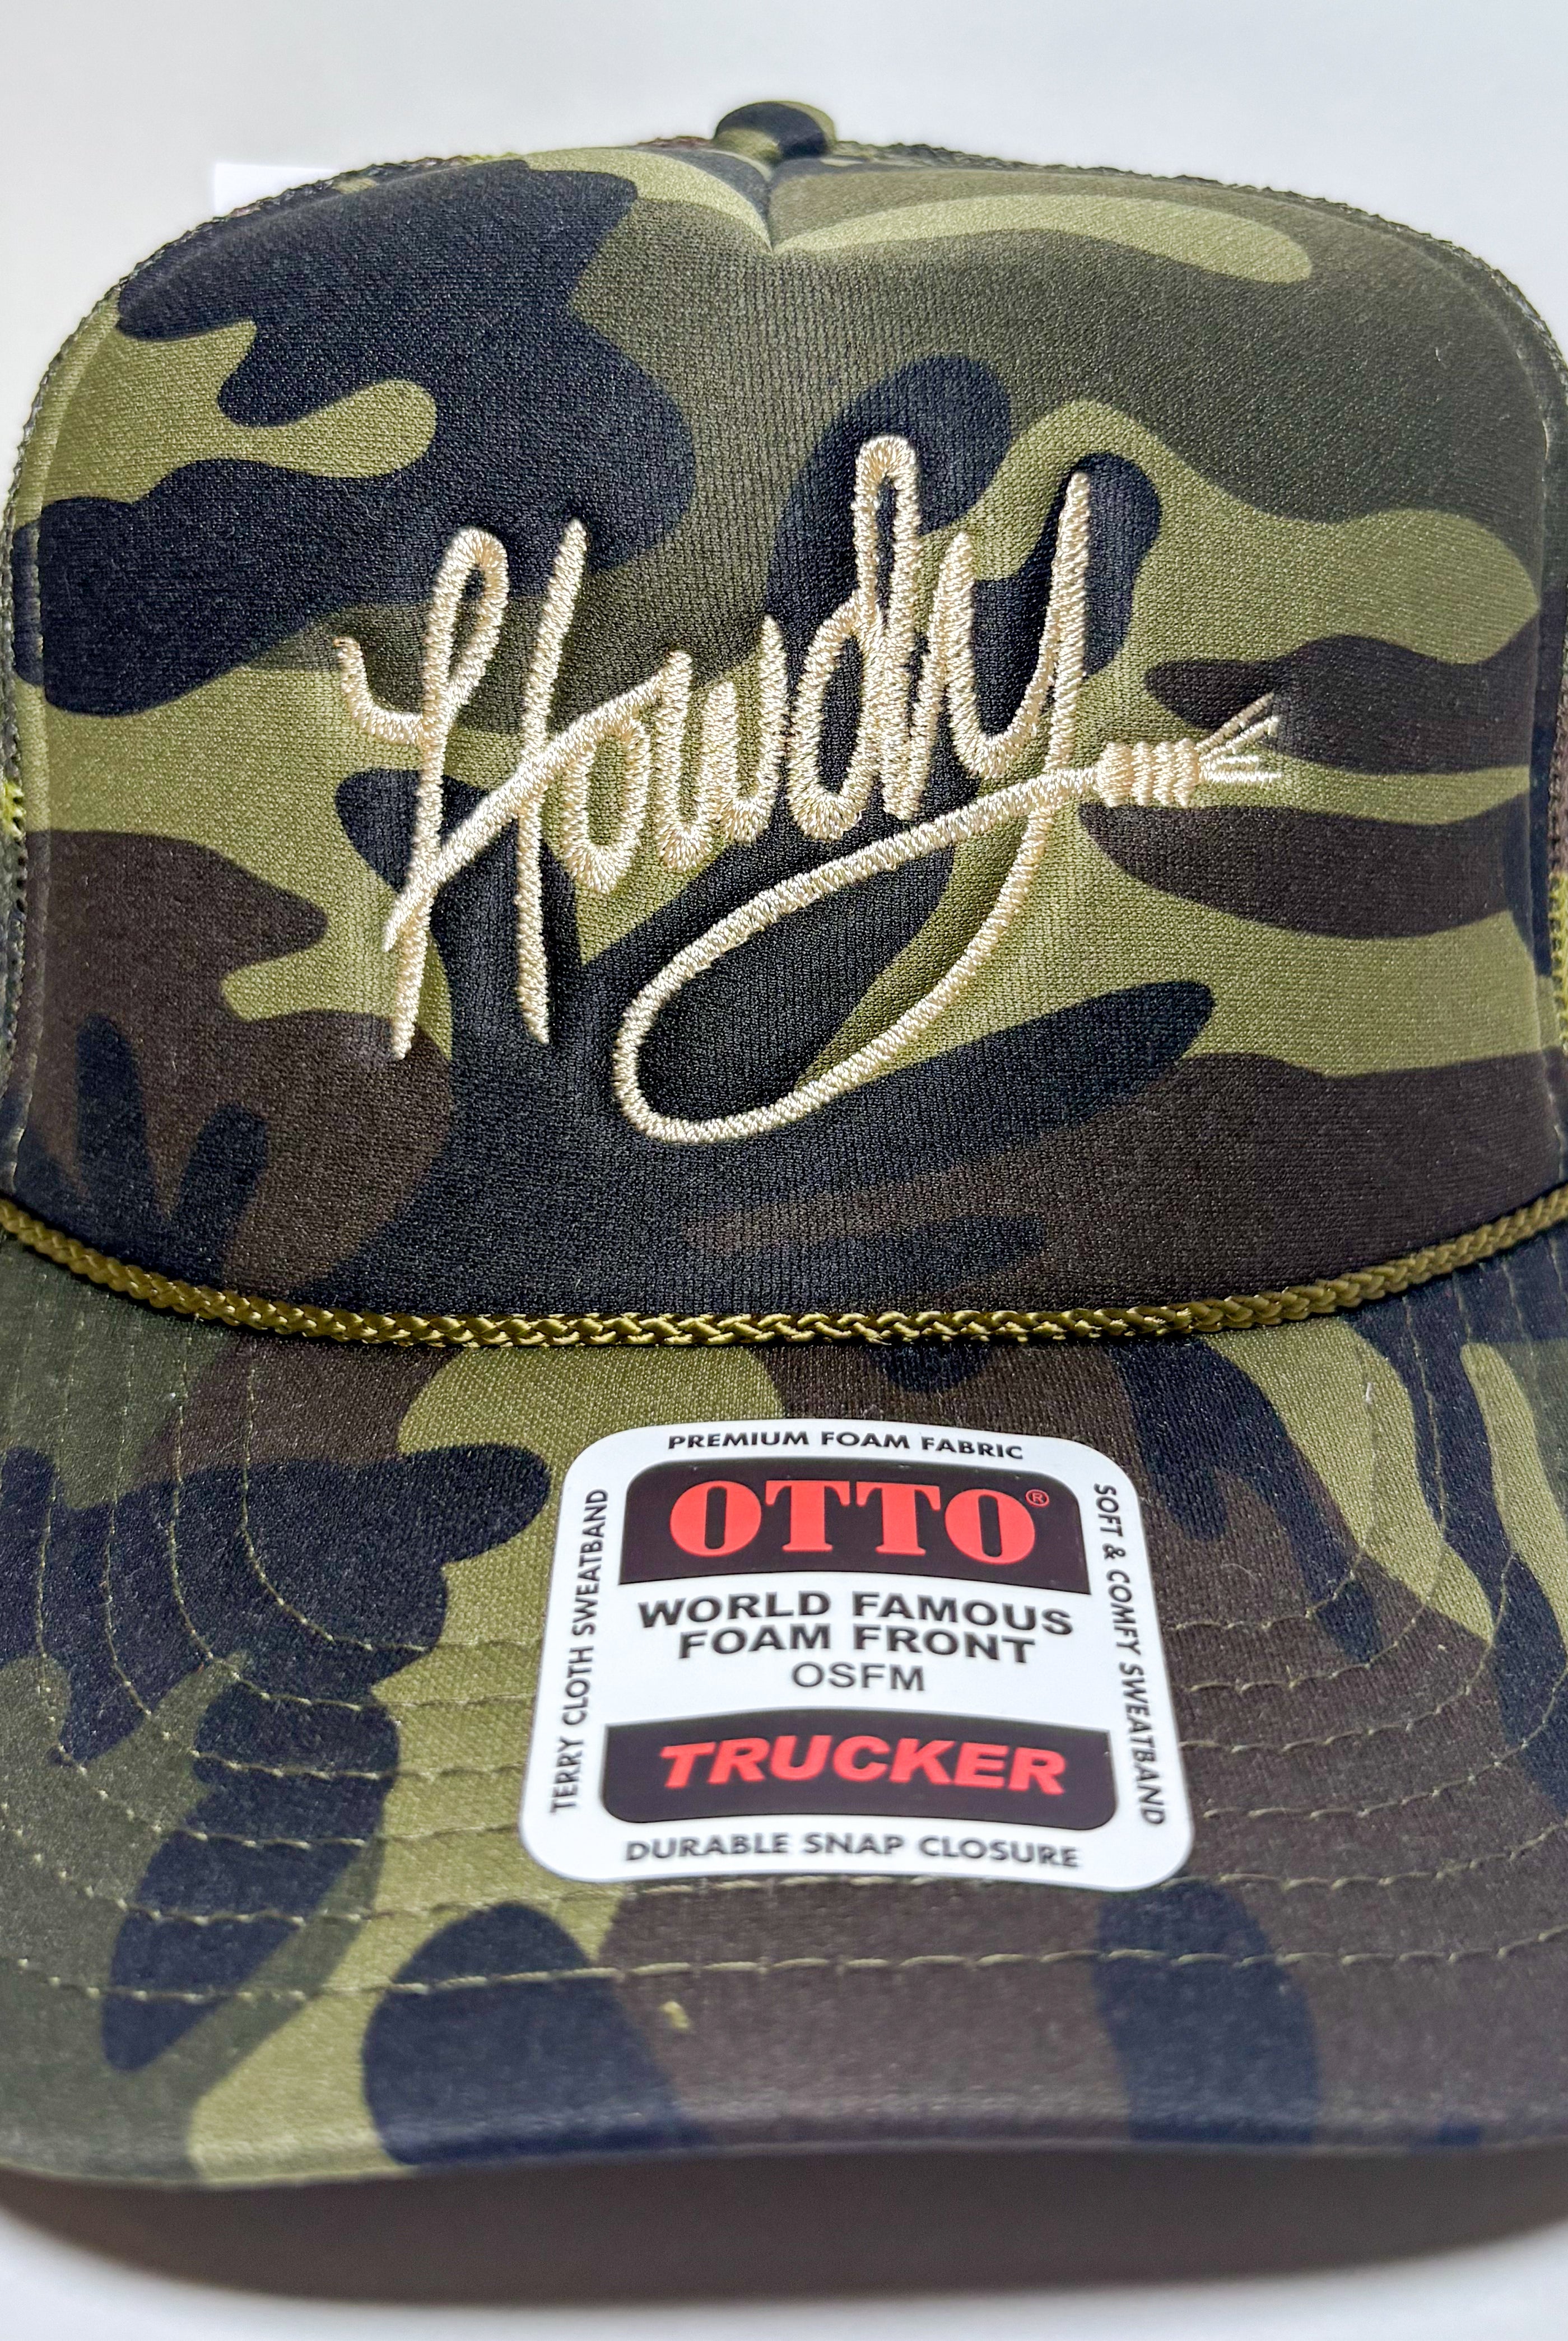 Howdy
PREMIUM FOAM FABRIC
OTTO®
TERRY CLOTH SWEATBAND
SOFT & COMFY SWEATBAND
WORLD FAMOUS
FOAM FRONT
OSFM
TRUCKER
DURABLE SNAP CLOSURE